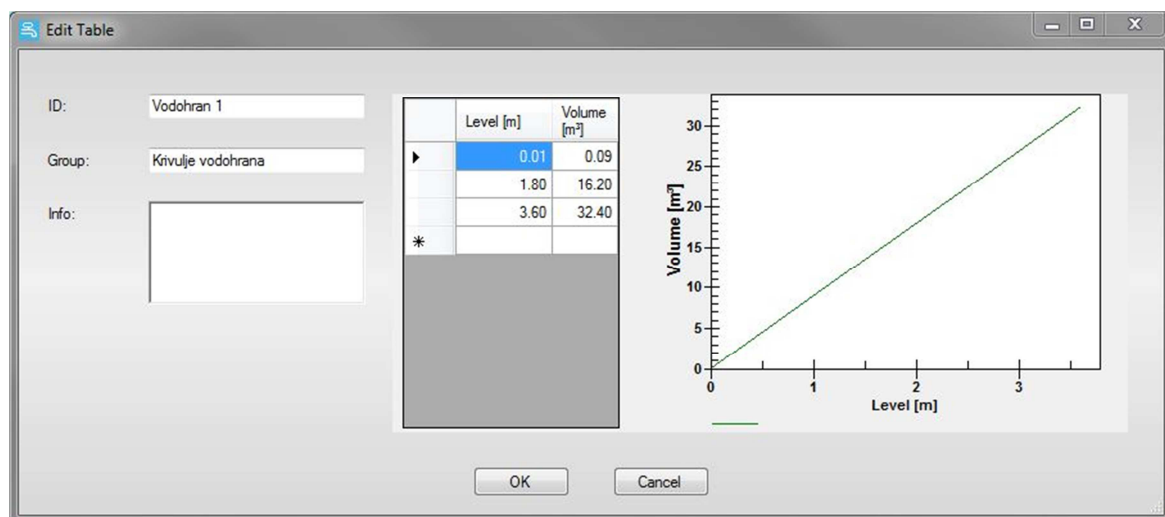 Edit Table
ID:
Vodohran 1
Group:
Krivulje vodohrana
Info:
Level [m]
Volume
[m³]
0.01 0.09
1.80 16.20
3.60 32.40
Volume [m³]
30
25
20
15
10
5
0
0 1 2 3
Level [m]
OK
Cancel